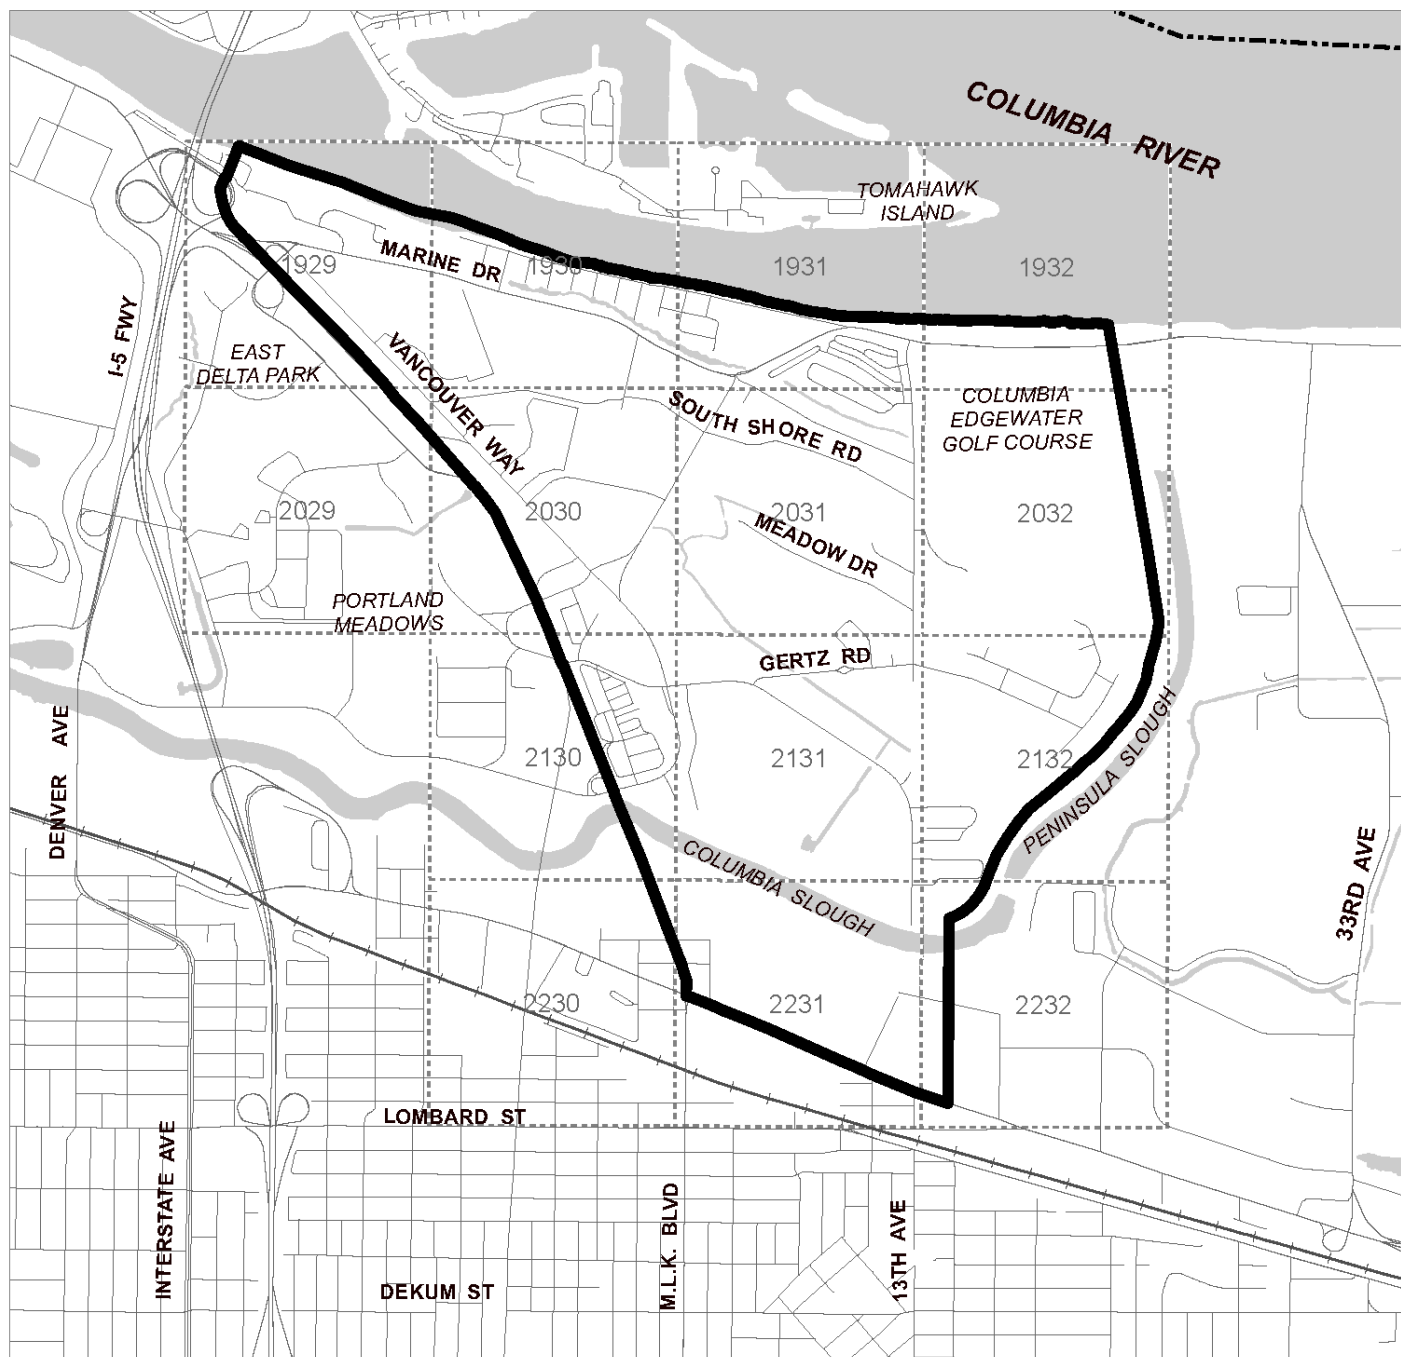 COLUMBIA RIVER
TOMAHAWK
ISLAND
MARINE DR
1929
1930
1931
1932
I-5 FWY
EAST
DELTA PARK
VANCOUVER WAY
SOUTH SHORE RD
COLUMBIA
EDGEWATER
GOLF COURSE
2029
2030
2031
2032
MEADOW DR
PORTLAND
MEADOWS
GERTZ RD
DENVER AVE
2130
2131
2132
PENINSULA SLOUGH
COLUMBIA SLOUGH
33RD AVE
2230
2231
2232
LOMBARD ST
INTERSTATE AVE
M.L.K. BLVD
13TH AVE
DEKUM ST